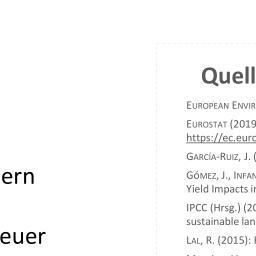 Quell
EUROPEAN ENVIR
EUROSTAT (2019
https://ec.euro
GARCÍA-RUIZ, J. (
GÓMEZ, J., INFAN
Yield Impacts i
IPCC (Hrsg.) (20
sustainable lan
LAL, R. (2015): 
ern
euer